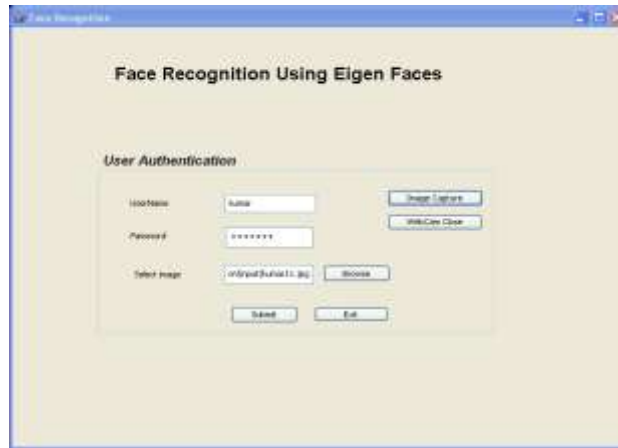 Face Recognition
Face Recognition Using Eigen Faces
User Authentication
UserName
kumar
Image Capture
WebCam Close
Password
*******
Select Image
Browse
Submit
Exit